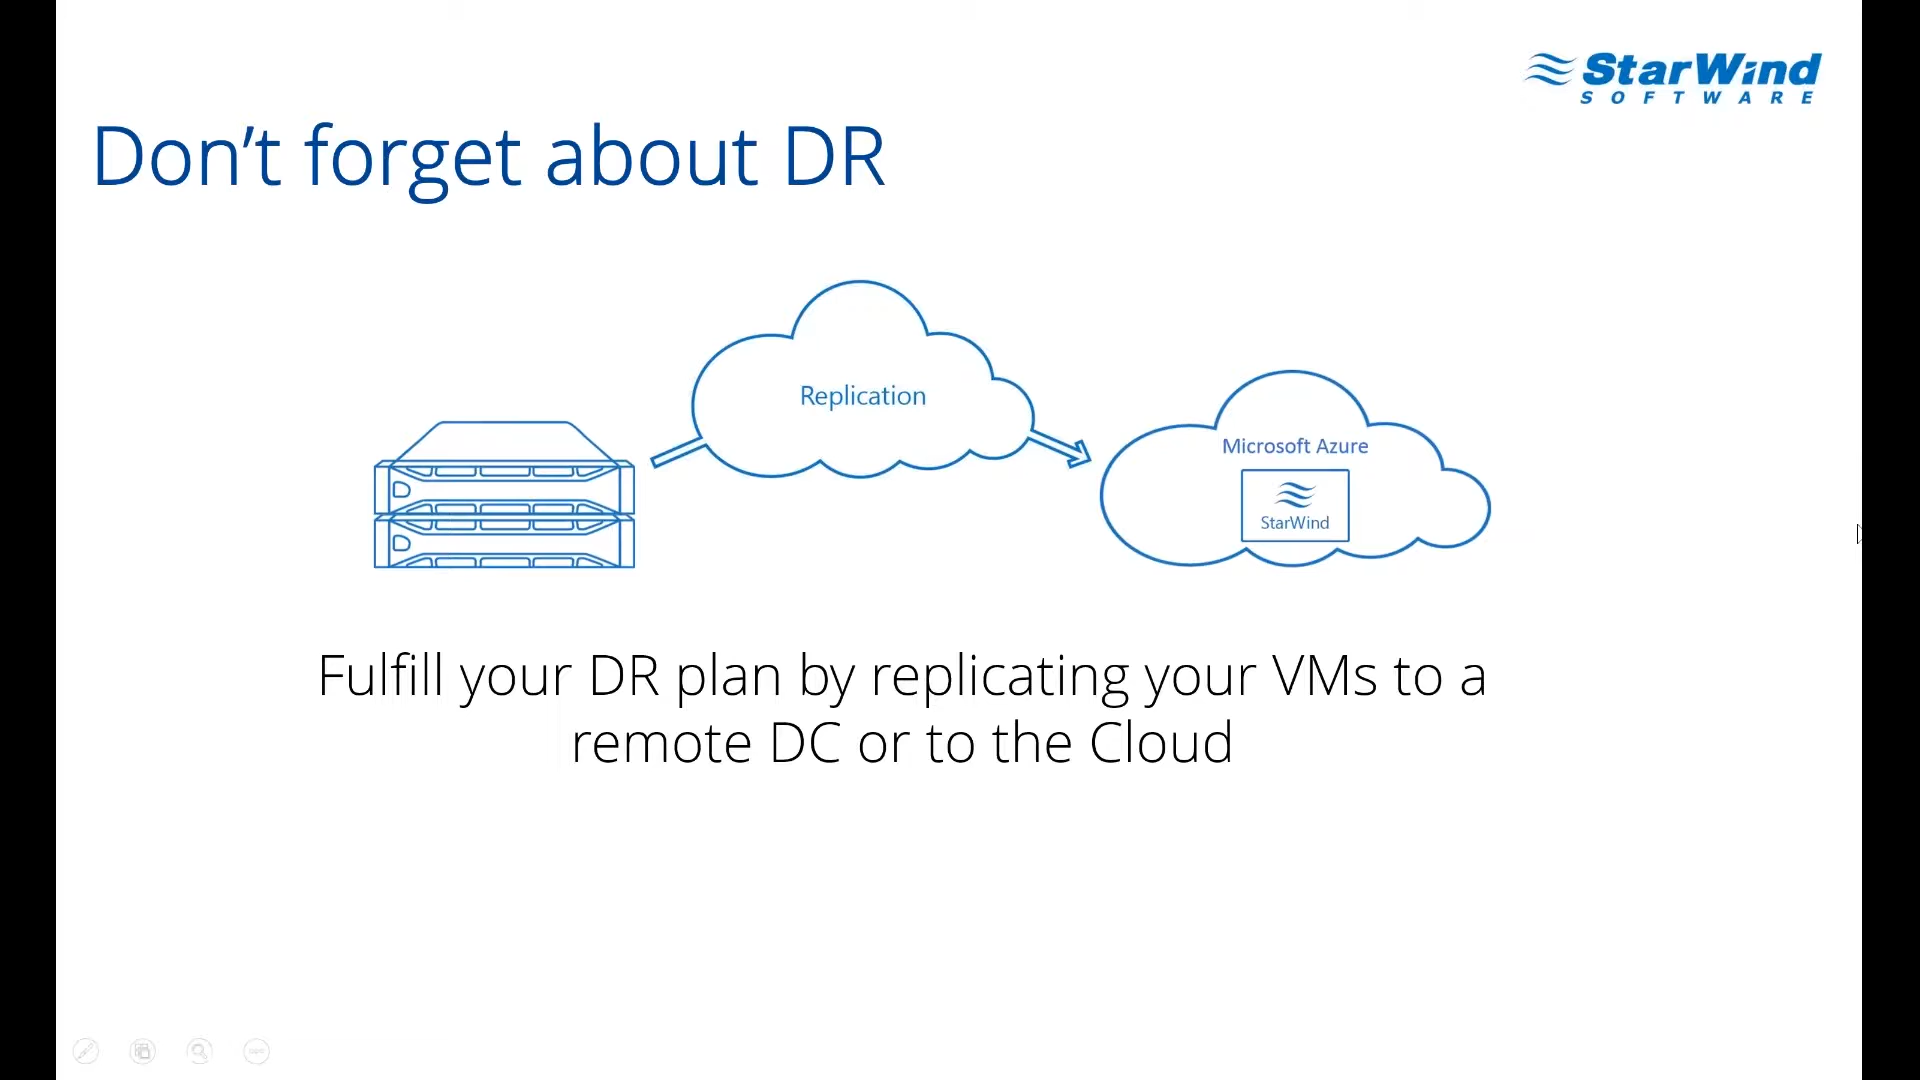 StarWind
SOFTWARE
Don't forget about DR
Replication
Microsoft Azure
StarWind
Fulfill your DR plan by replicating your VMs to a
remote DC or to the Cloud